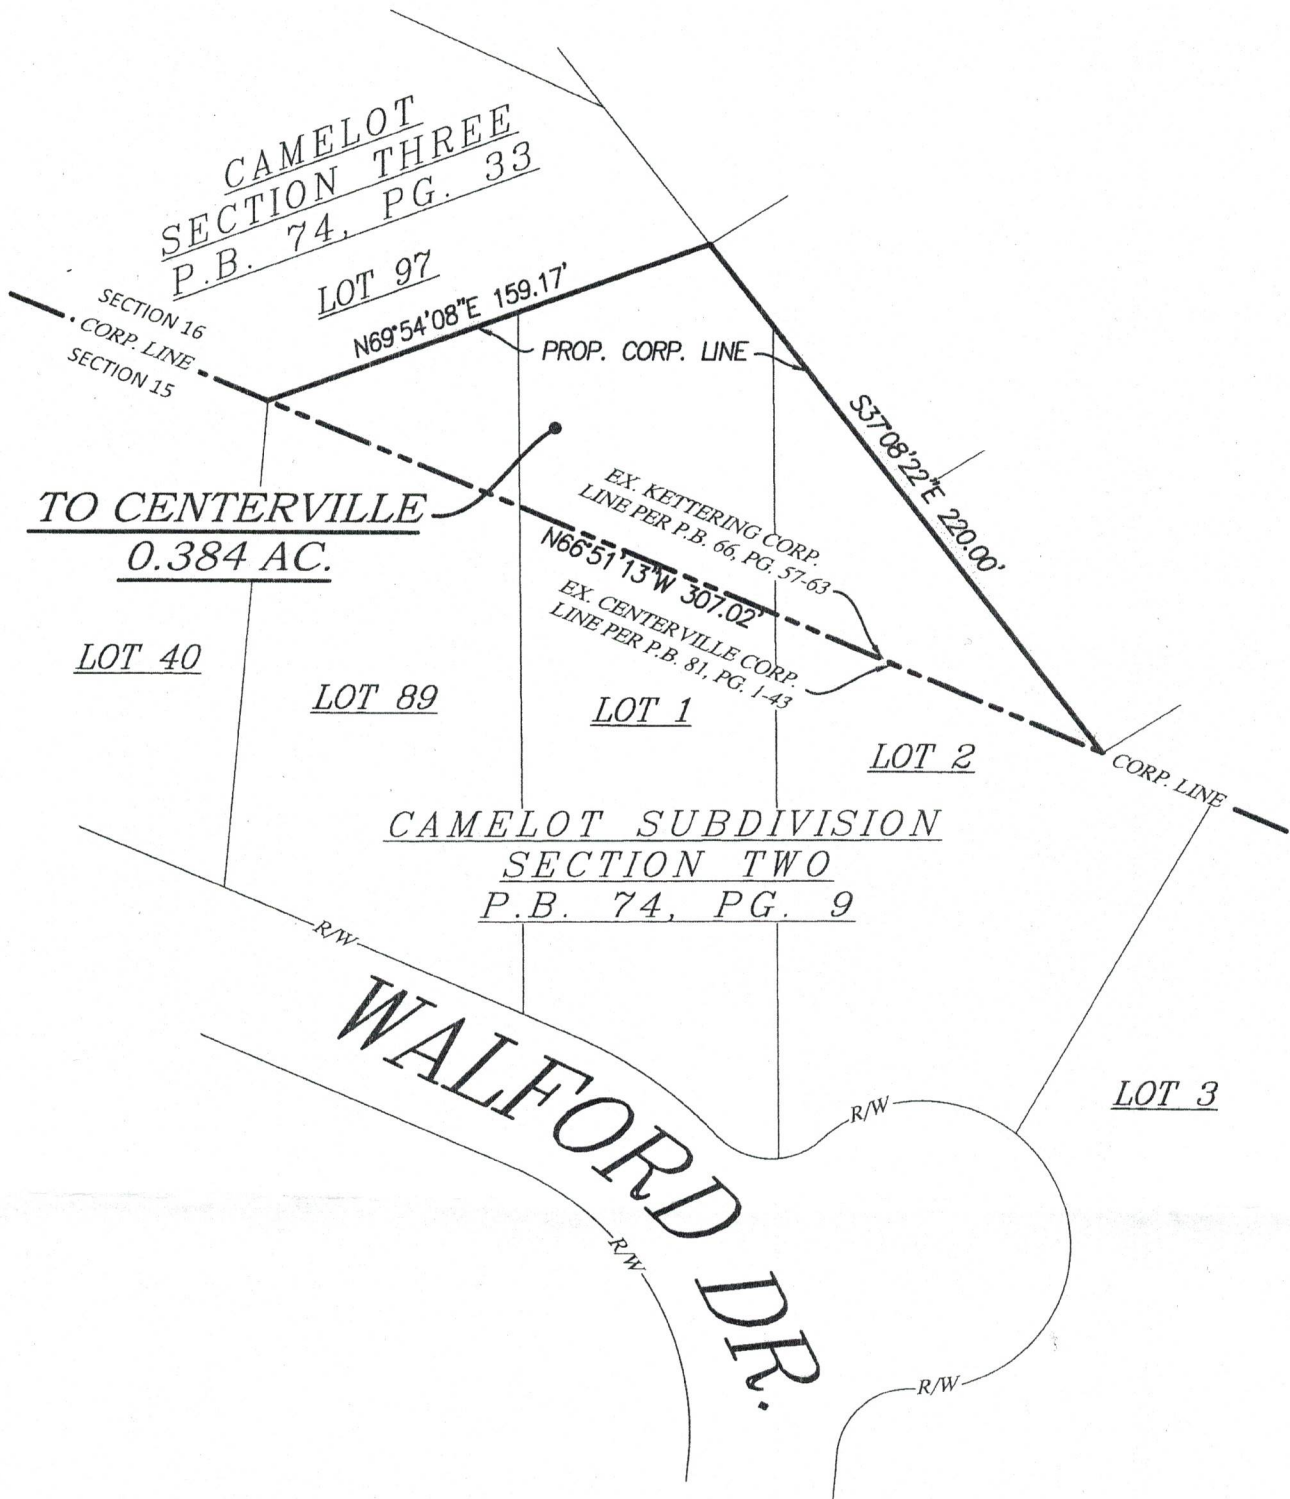 CAMELOT
SECTION THREE
P.B. 74, PG. 33
LOT 97
SECTION 16
CORP. LINE
SECTION 15
N69°54'08"E 159.17'
PROP. CORP. LINE
S37°08'22"E 220.00'
TO CENTERVILLE
0.384 AC.
EX. KETTERING CORP.
LINE PER P.B. 66, PG. 57-63
N66°51'13"W 307.02'
EX. CENTERVILLE CORP.
LINE PER P.B. 81, PG. 1-43
LOT 40
LOT 89
LOT 1
LOT 2
CORP. LINE
CAMELOT SUBDIVISION
SECTION TWO
P.B. 74, PG. 9
R/W
WALFORD DR.
R/W
LOT 3
R/W
R/W